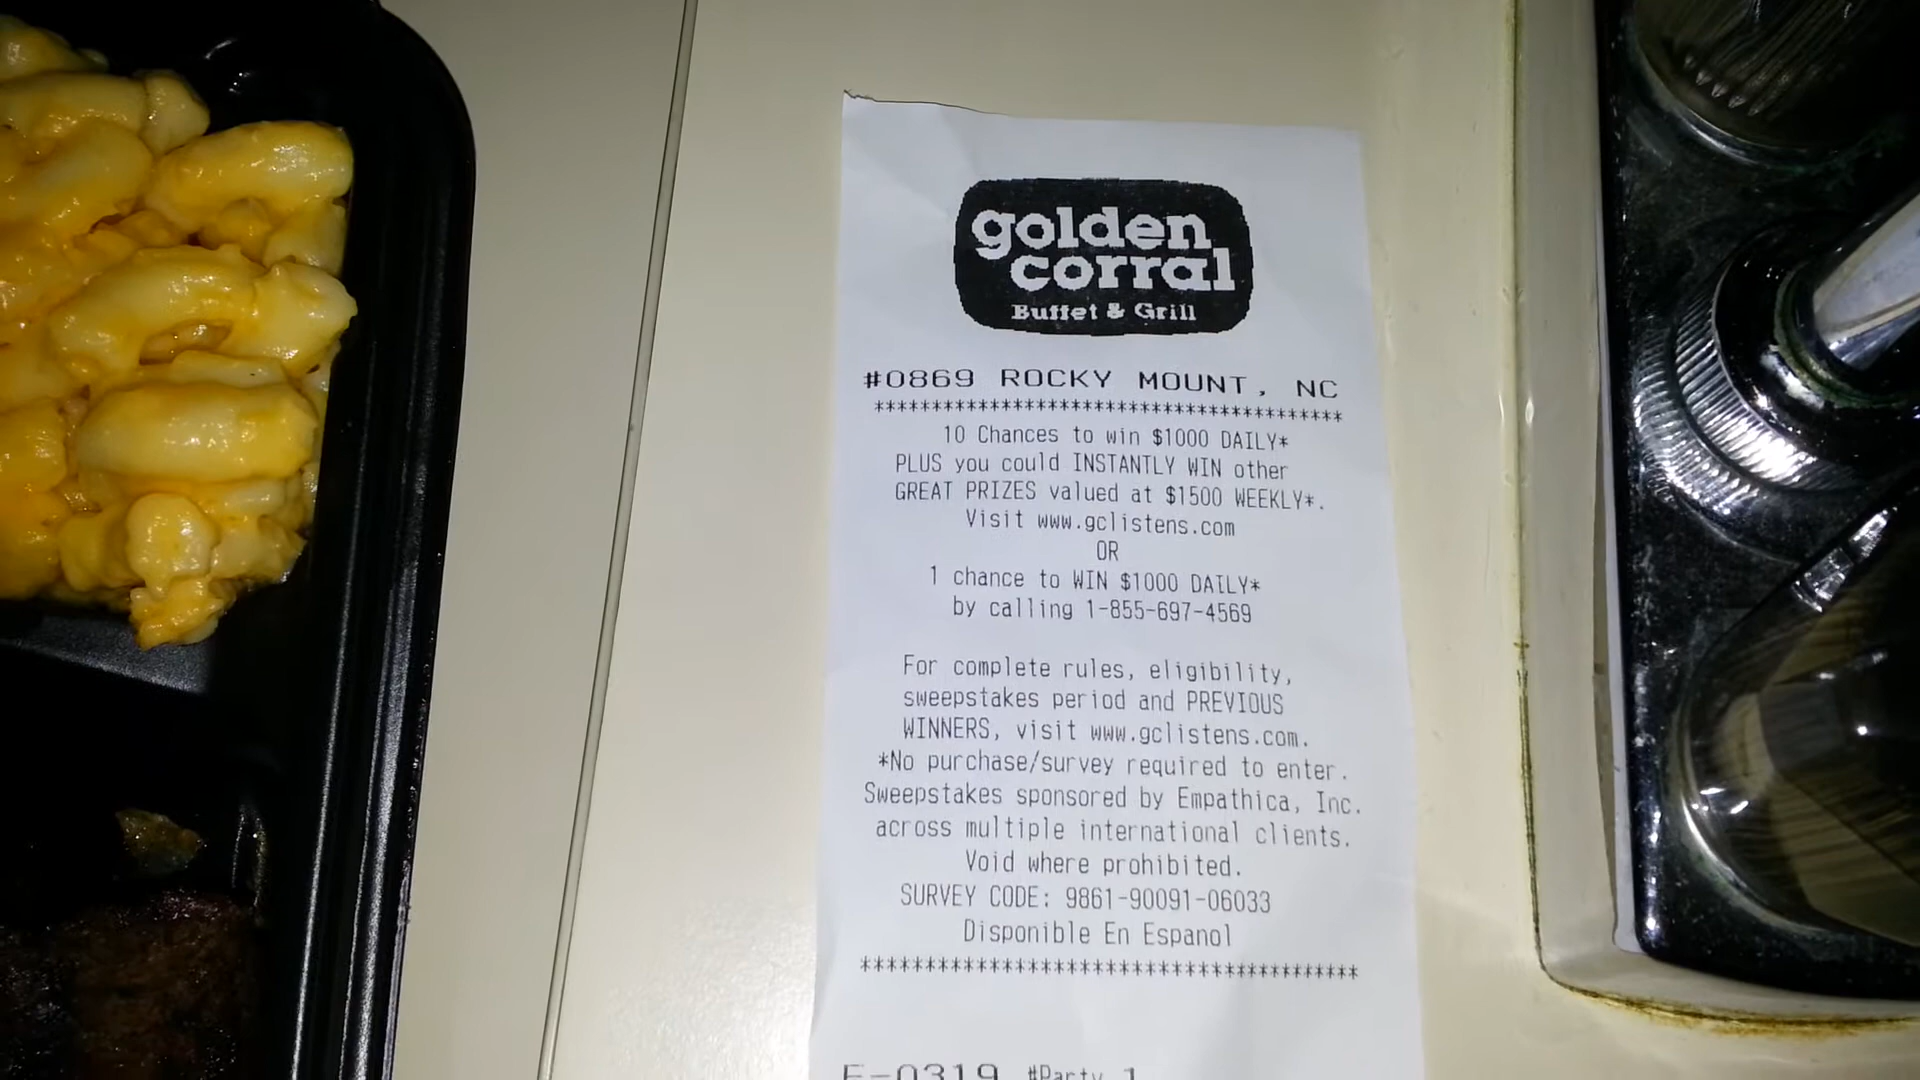 golden
corral
Buffet & Grill
#0869 ROCKY MOUNT, NC
****************************************
10 Chances to win $1000 DAILY*
PLUS you could INSTANTLY WIN other
GREAT PRIZES valued at $1500 WEEKLY*.
Visit www.gclistens.com
OR
1 chance to WIN $1000 DAILY*
by calling 1-855-697-4569
For complete rules, eligibility,
sweepstakes period and PREVIOUS
WINNERS, visit www.gclistens.com.
*No purchase/survey required to enter.
Sweepstakes sponsored by Empathica, Inc.
across multiple international clients.
Void where prohibited.
SURVEY CODE: 9861-90091-06033
Disponible En Espanol
******************************************
#Party 1